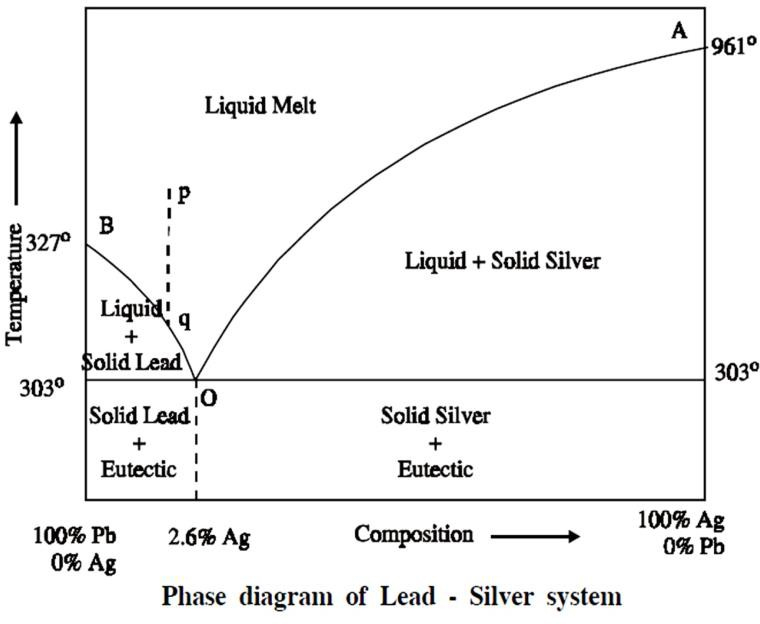 A
961°
Liquid Melt
p
B
327°
Temperature
Liquid + Solid Silver
Liquid
+
Solid Lead
q
303°
303°
O
Solid Lead
+
Eutectic
Solid Silver
+
Eutectic
100% Pb
0% Ag
2.6% Ag
Composition
100% Ag
0% Pb
Phase diagram of Lead - Silver system